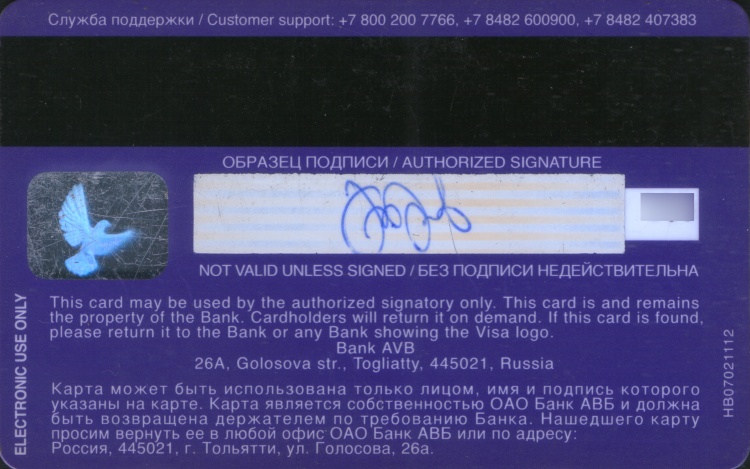 Служба поддержки / Customer support: +7 800 200 7766, +7 8482 600900, +7 8482 407383
ОБРАЗЕЦ ПОДПИСИ / AUTHORIZED SIGNATURE
NOT VALID UNLESS SIGNED / БЕЗ ПОДПИСИ НЕДЕЙСТВИТЕЛЬНА
ELECTRONIC USE ONLY
This card may be used by the authorized signatory only. This card is and remains
the property of the Bank. Cardholders will return it on demand. If this card is found,
please return it to the Bank or any Bank showing the Visa logo.
Bank AVB
26A, Golosova str., Togliatty, 445021, Russia
Карта может быть использована только лицом, имя и подпись которого
указаны на карте. Карта является собственностью ОАО Банк АВБ и должна
быть возвращена держателем по требованию Банка. Нашедшего карту
просим вернуть ее в любой офис ОАО Банк АВБ или по адресу:
Россия, 445021, г. Тольятти, ул. Голосова, 26а.
HB07021112